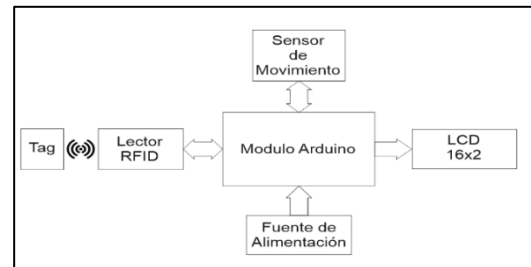 Sensor
de
Movimiento
Tag
Lector
RFID
Modulo Arduino
LCD
16x2
Fuente de
Alimentación